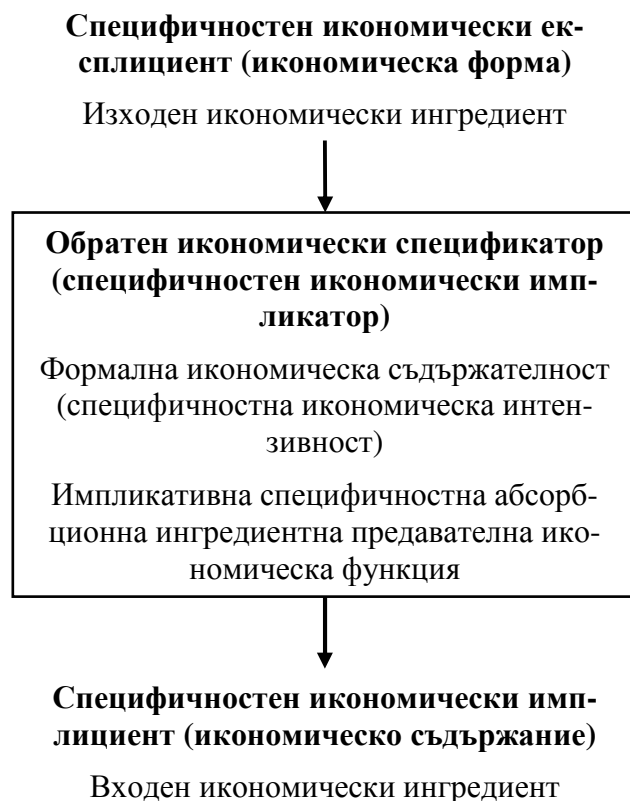 Специфичностен икономически ек-
сплициент (икономическа форма)
Изходен икономически ингредиент
Обратен икономически спецификатор
(специфичностен икономически имп-
ликатор)
Формална икономическа съдържателност
(специфичностна икономическа интен-
зивност)
Импликативна специфичностна абсорб-
ционна ингредиентна предавателна ико-
номическа функция
Специфичностен икономически имп-
лициент (икономическо съдържание)
Входен икономически ингредиент